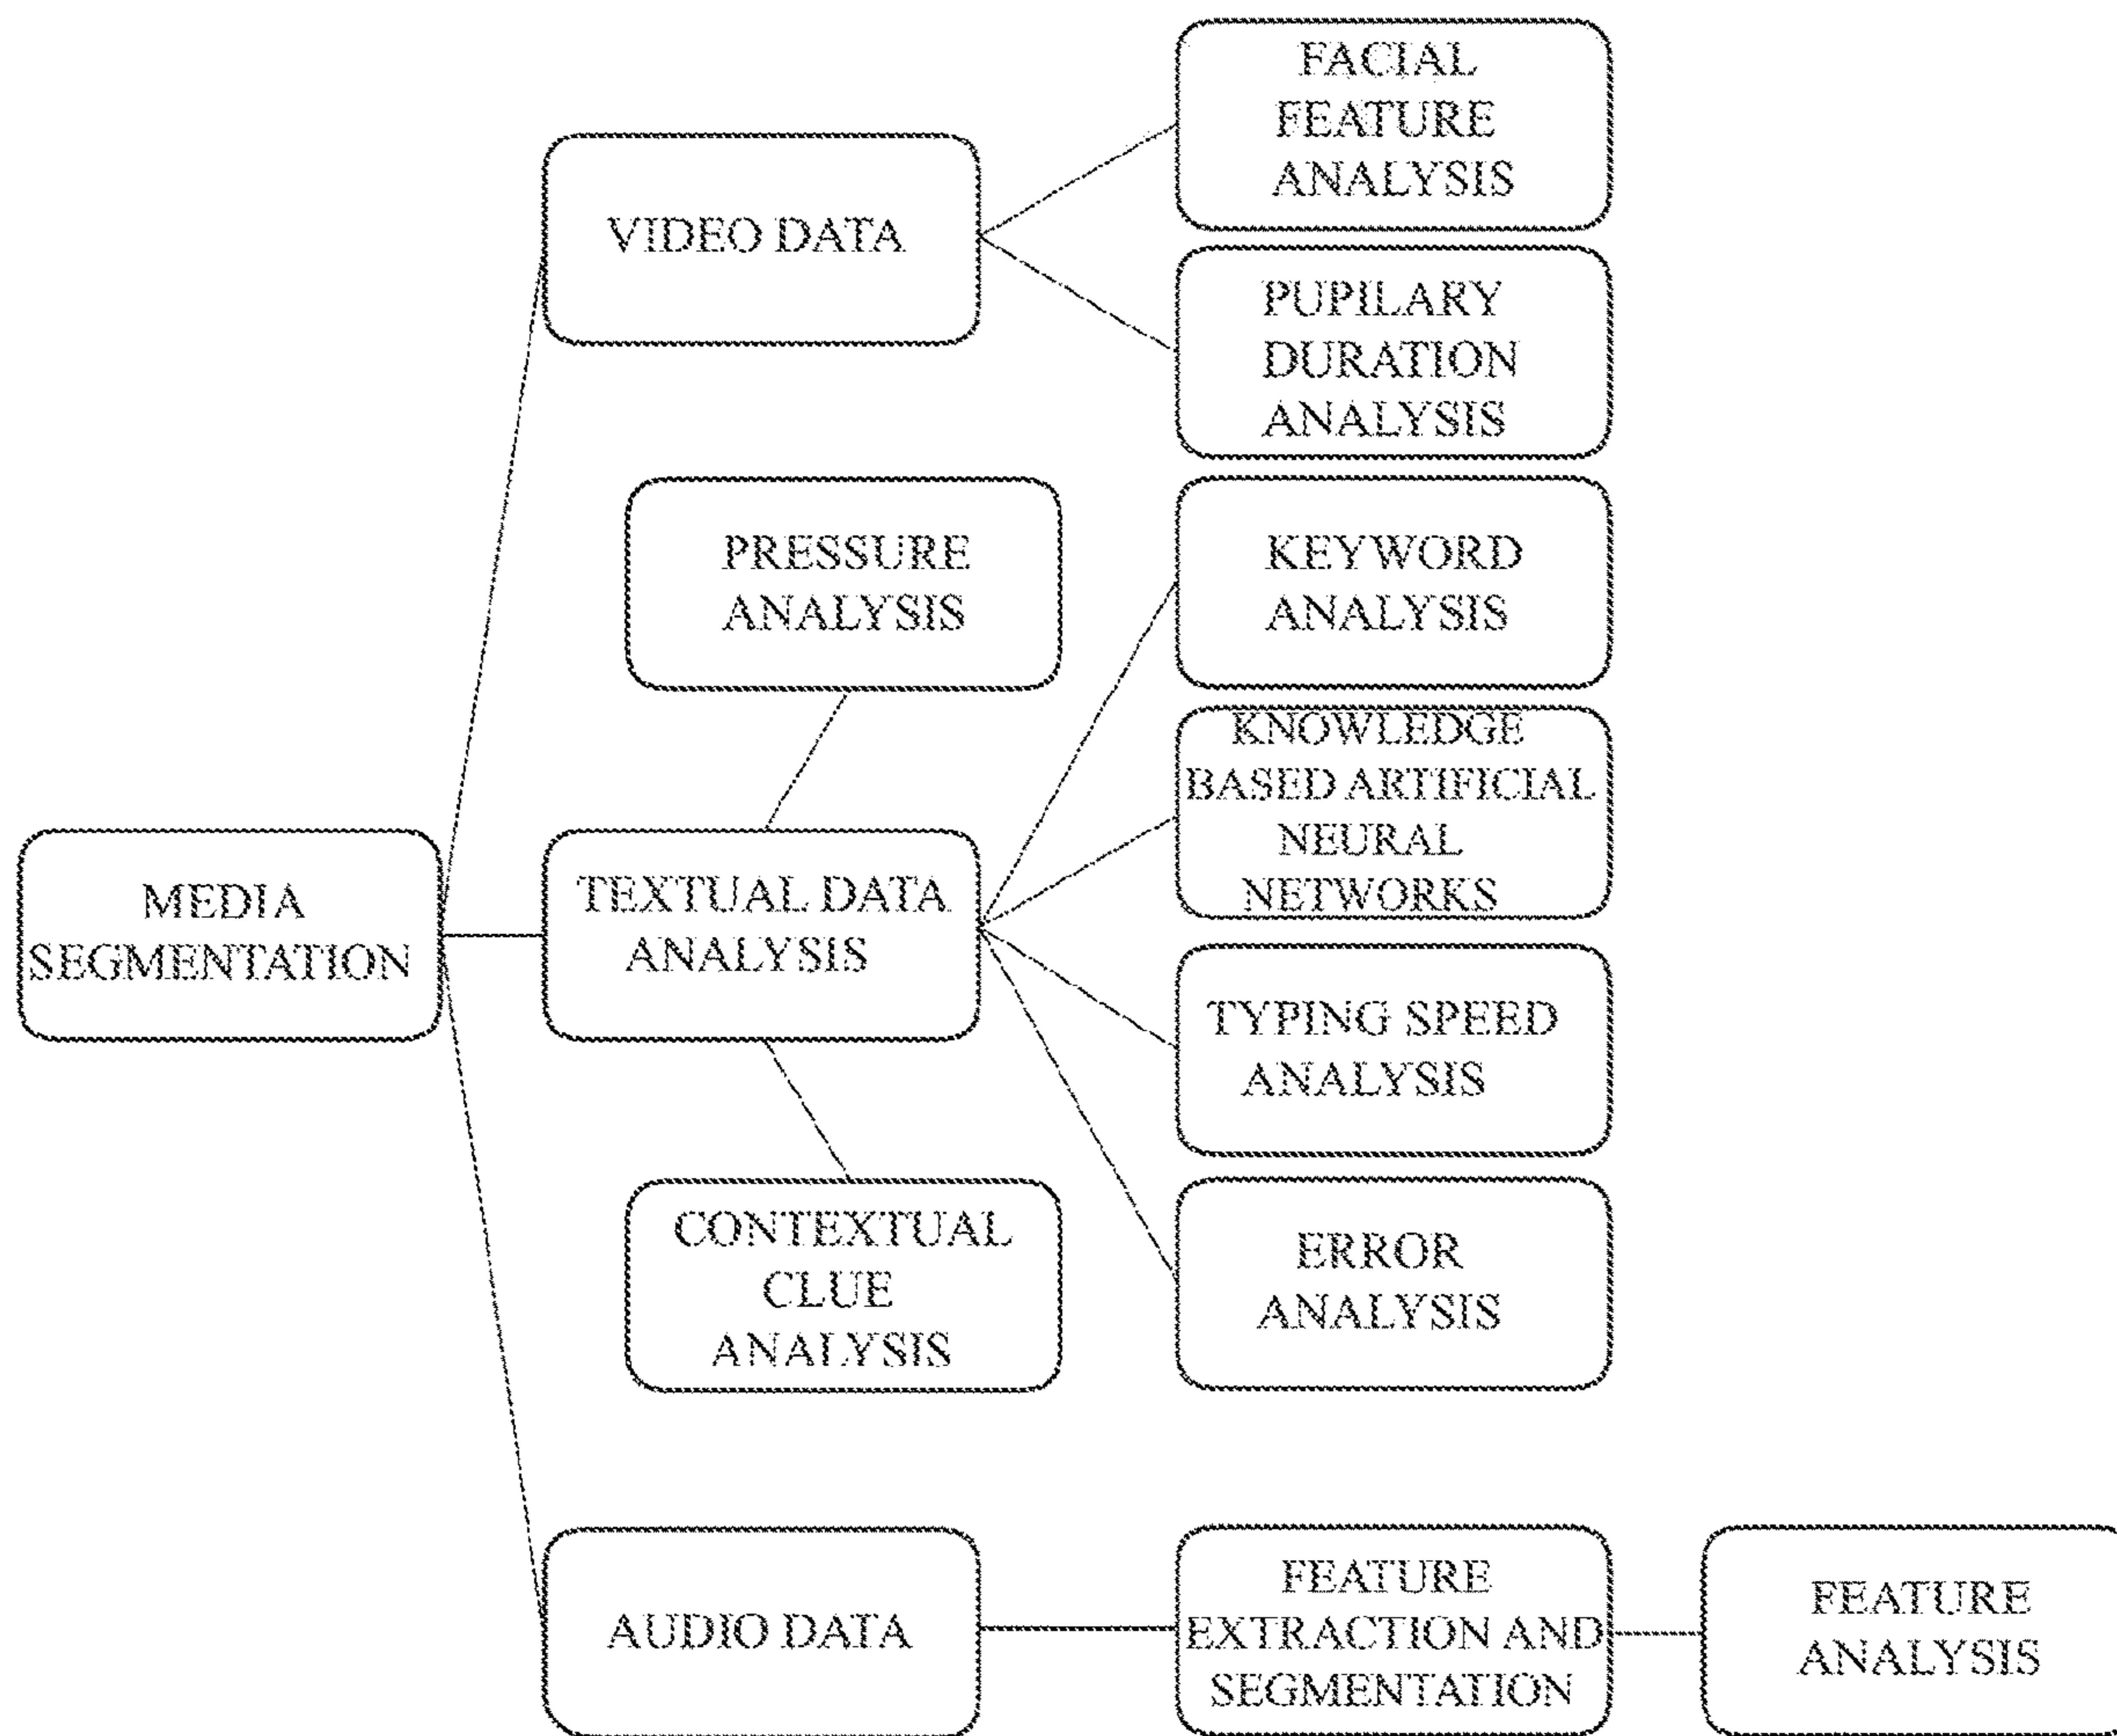 FACIAL
FEATURE
ANALYSIS
VIDEO DATA
PUPILARY
DURATION
ANALYSIS
PRESSURE
ANALYSIS
KEYWORD
ANALYSIS
KNOWLEDGE
BASED ARTIFICIAL
NEURAL
NETWORKS
MEDIA
SEGMENTATION
TEXTUAL DATA
ANALYSIS
TYPING SPEED
ANALYSIS
CONTEXTUAL
CLUE
ANALYSIS
ERROR
ANALYSIS
AUDIO DATA
FEATURE
EXTRACTION AND
SEGMENTATION
FEATURE
ANALYSIS